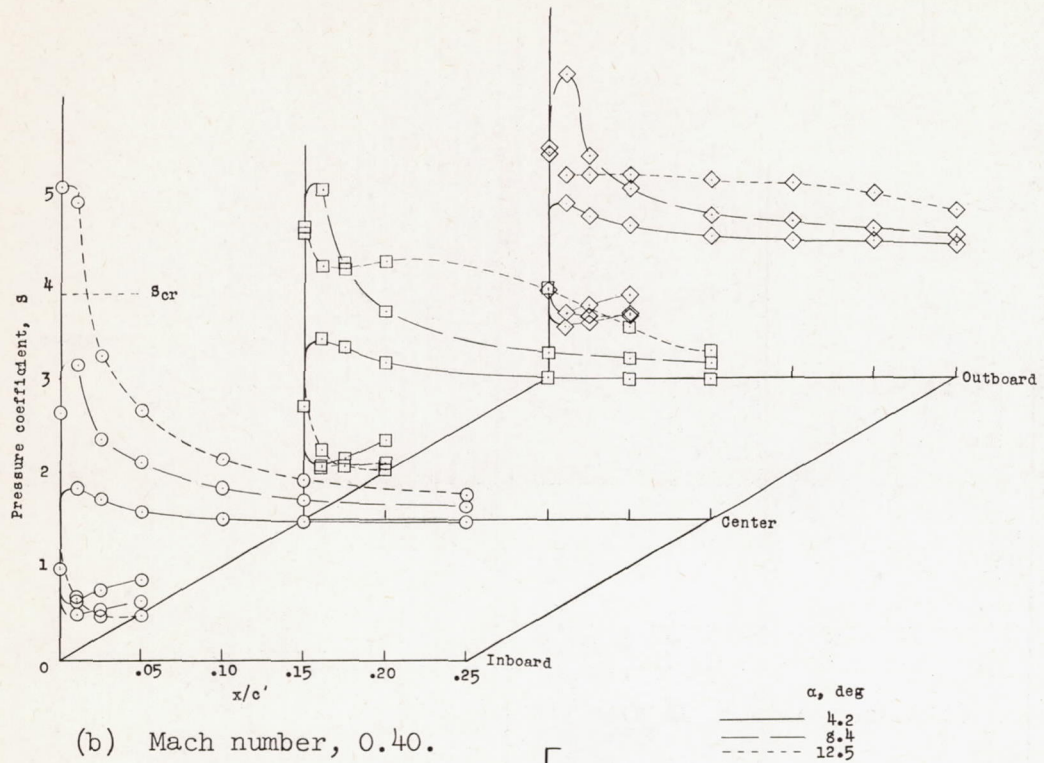 5
4
Scr
Pressure coefficient, S
3
Outboard
2
Center
1
0
Inboard
.05
.10
.15
.20
.25
x/c'
α, deg
4.2
8.4
12.5
(b) Mach number, 0.40.